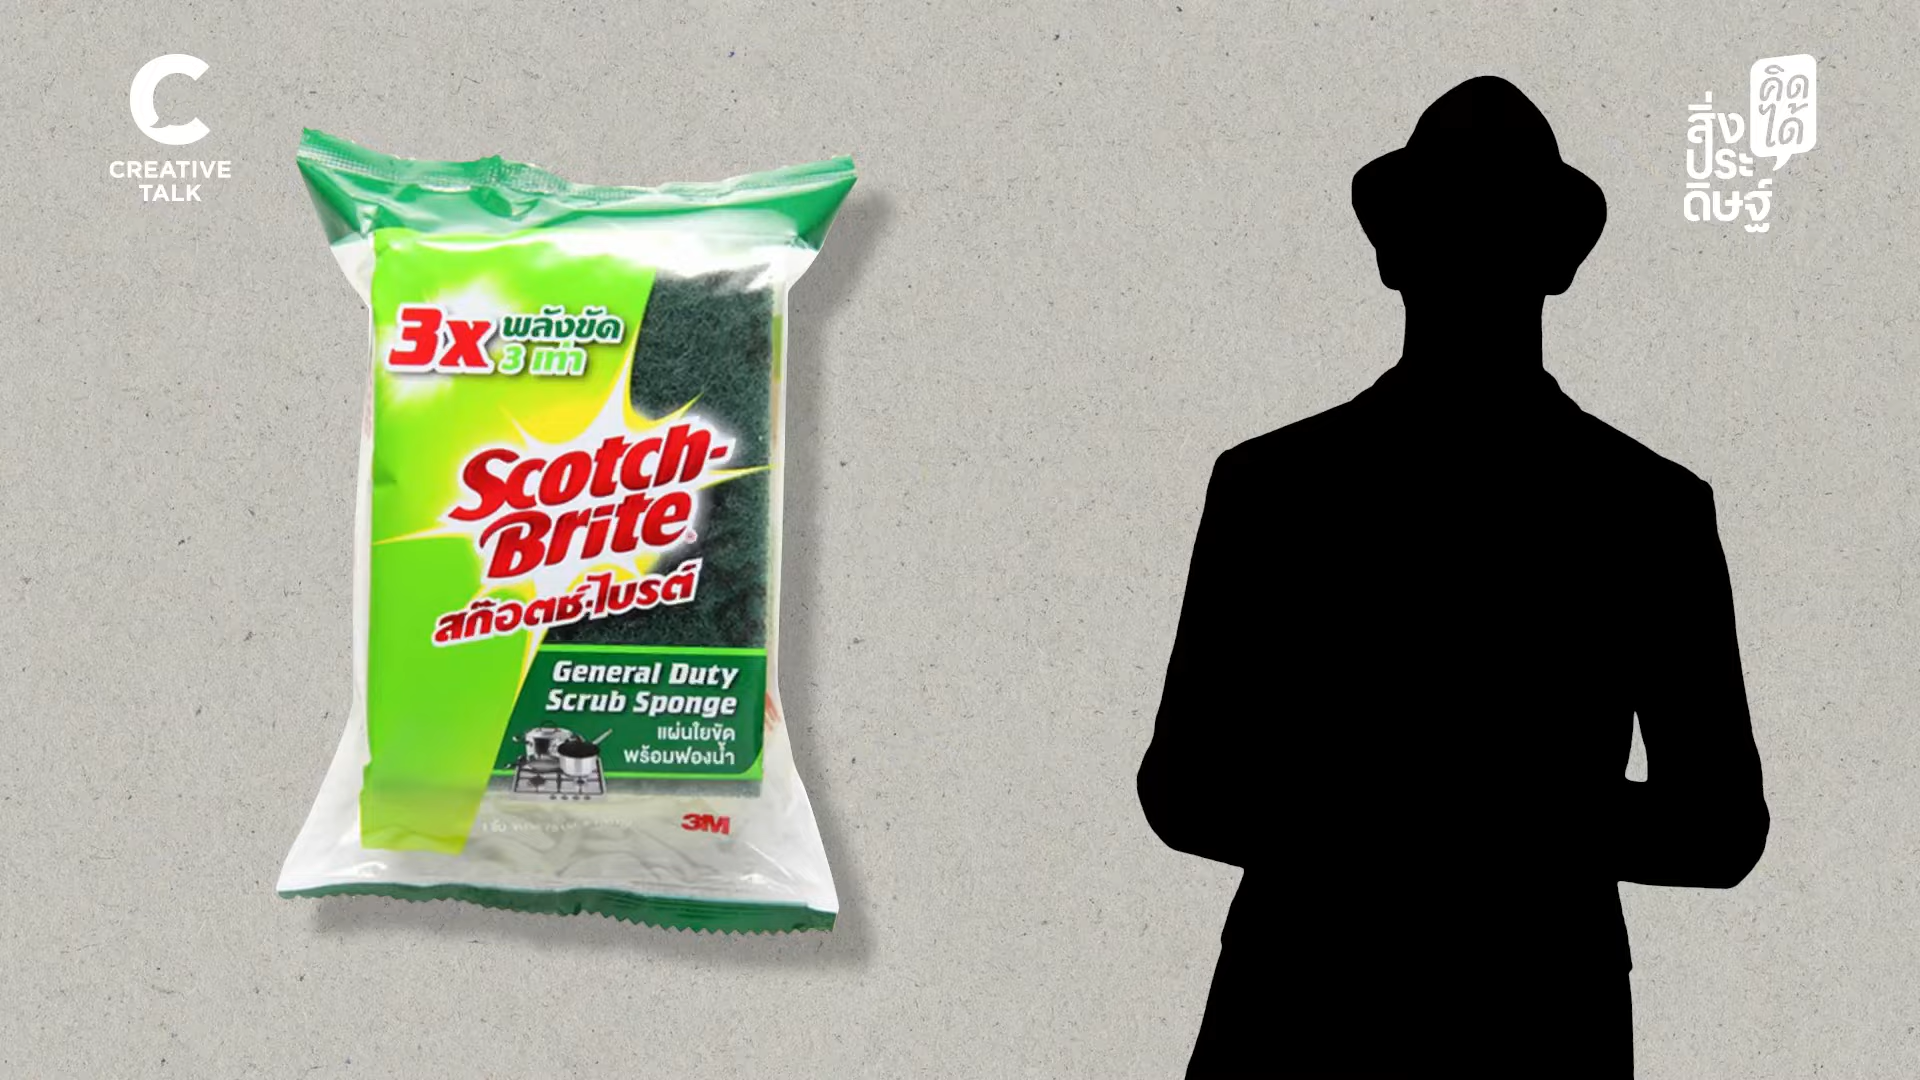 CREATIVE
TALK
คิด
ได้
สิ่ง
ประ
ดิษฐ์
3x พลังขัด
3 เท่า
Scotch-
Brite
สก๊อตช์-ไบรต์
General Duty
Scrub Sponge
แผ่นใยขัด
พร้อมฟองน้ำ
3M